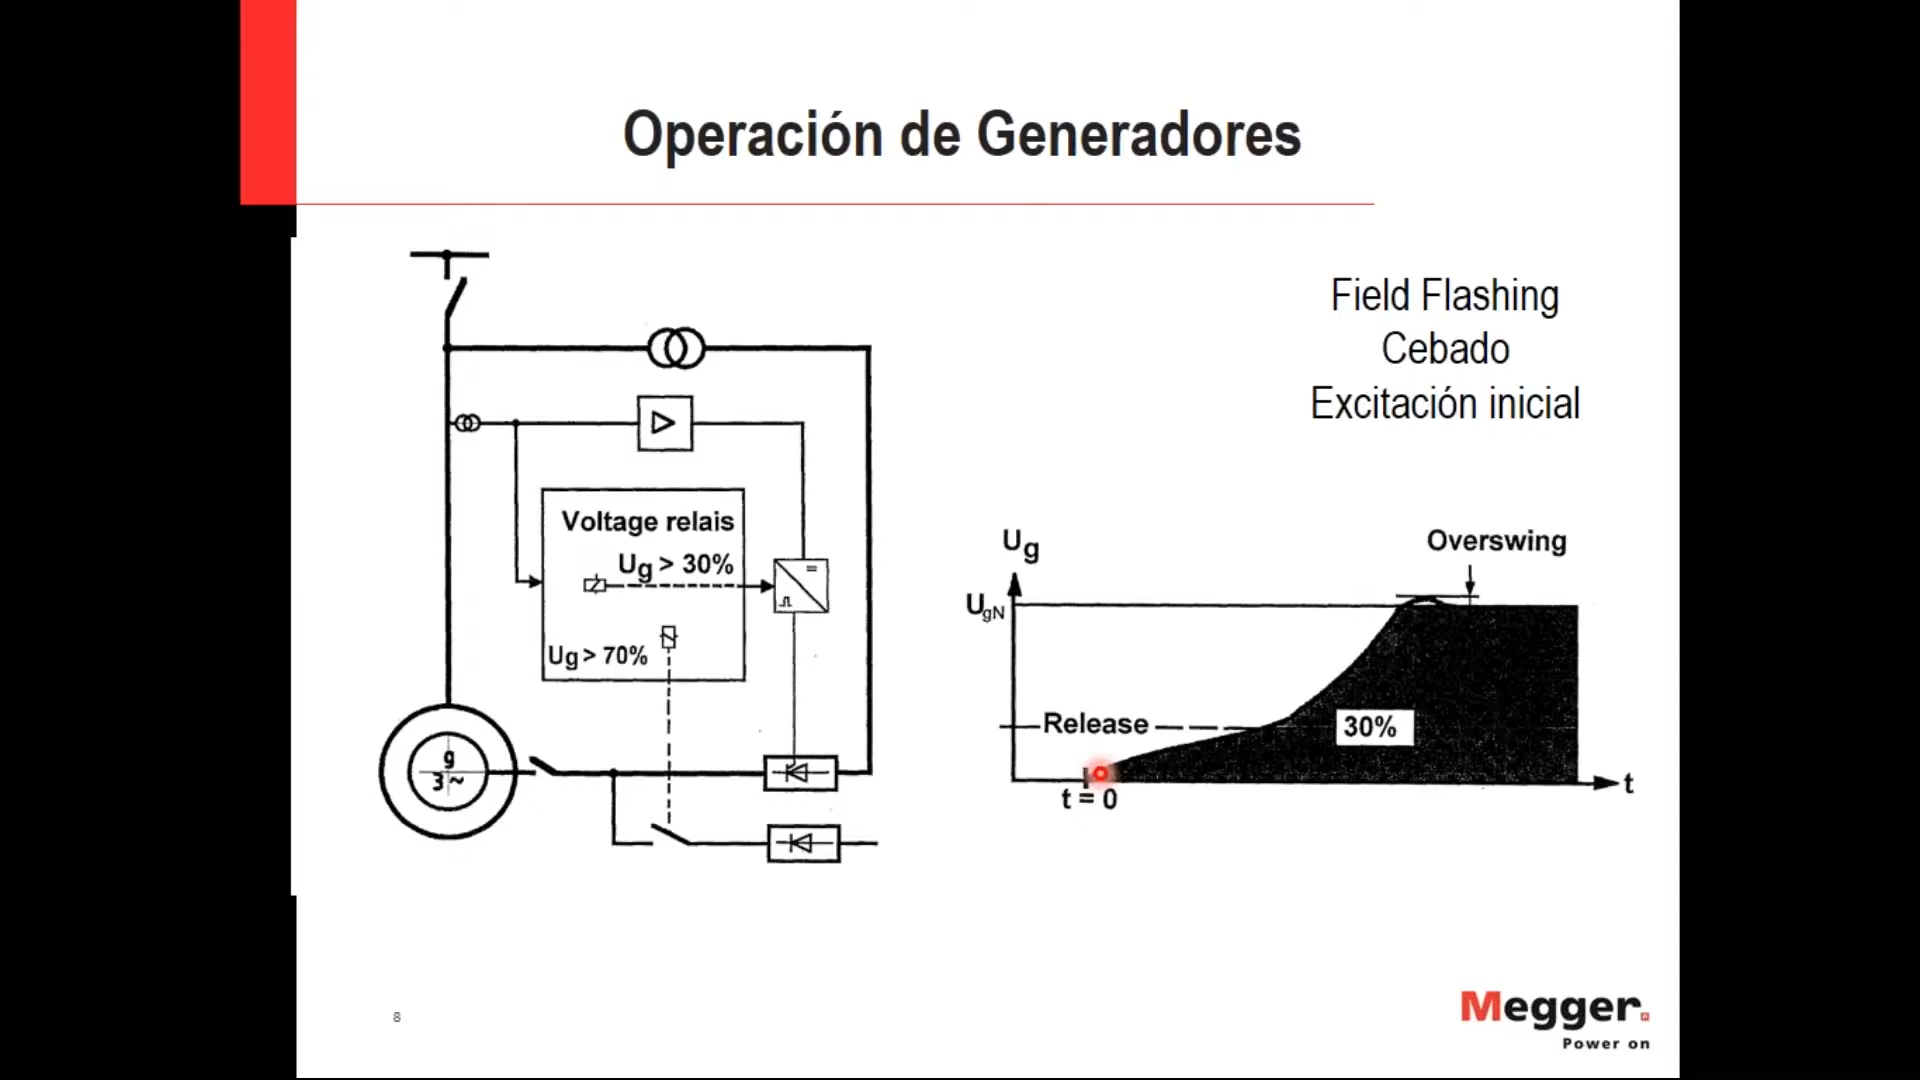 Operación de Generadores
Field Flashing
Cebado
Excitación inicial
Voltage relais
Ug > 30%
Ug > 70%
g
3 ~
Ug
UgN
Overswing
Release
30%
t = 0
t
8
Megger.
Power on